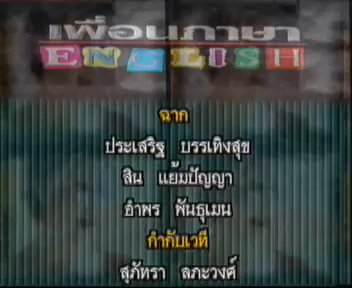 เพื่อนภาษา
ENGLISH
ฉาก
ประเสริฐ บรรเทิงสุข
สิน แย้มปัญญา
อำพร พันธุเมน
กำกับเวที
สุภัทรา ลภะวงศ์